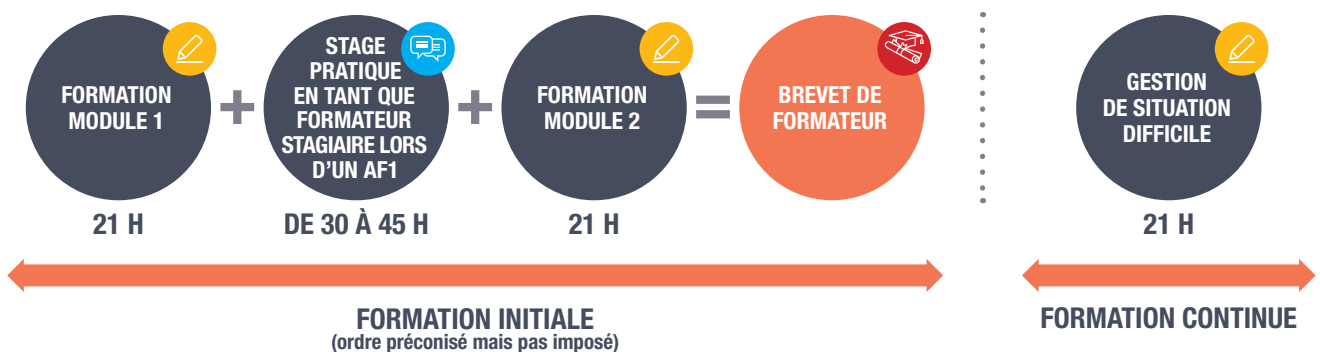 FORMATION
MODULE 1
+
STAGE
PRATIQUE
EN TANT QUE
FORMATEUR
STAGIAIRE LORS
D'UN AF1
+
FORMATION
MODULE 2
=
BREVET DE
FORMATEUR
GESTION
DE SITUATION
DIFFICILE
21 H
DE 30 À 45 H
21 H
21 H
FORMATION INITIALE
(ordre préconisé mais pas imposé)
FORMATION CONTINUE